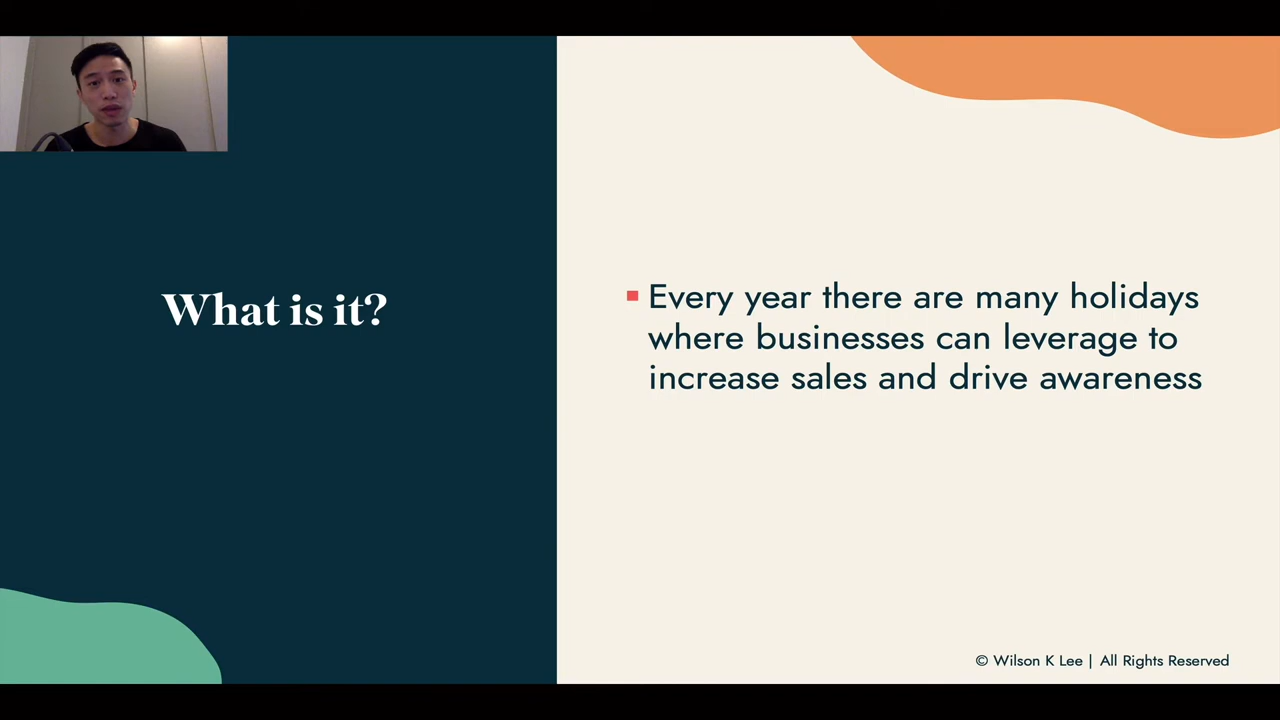 What is it?
Every year there are many holidays
where businesses can leverage to
increase sales and drive awareness
© Wilson K Lee | All Rights Reserved